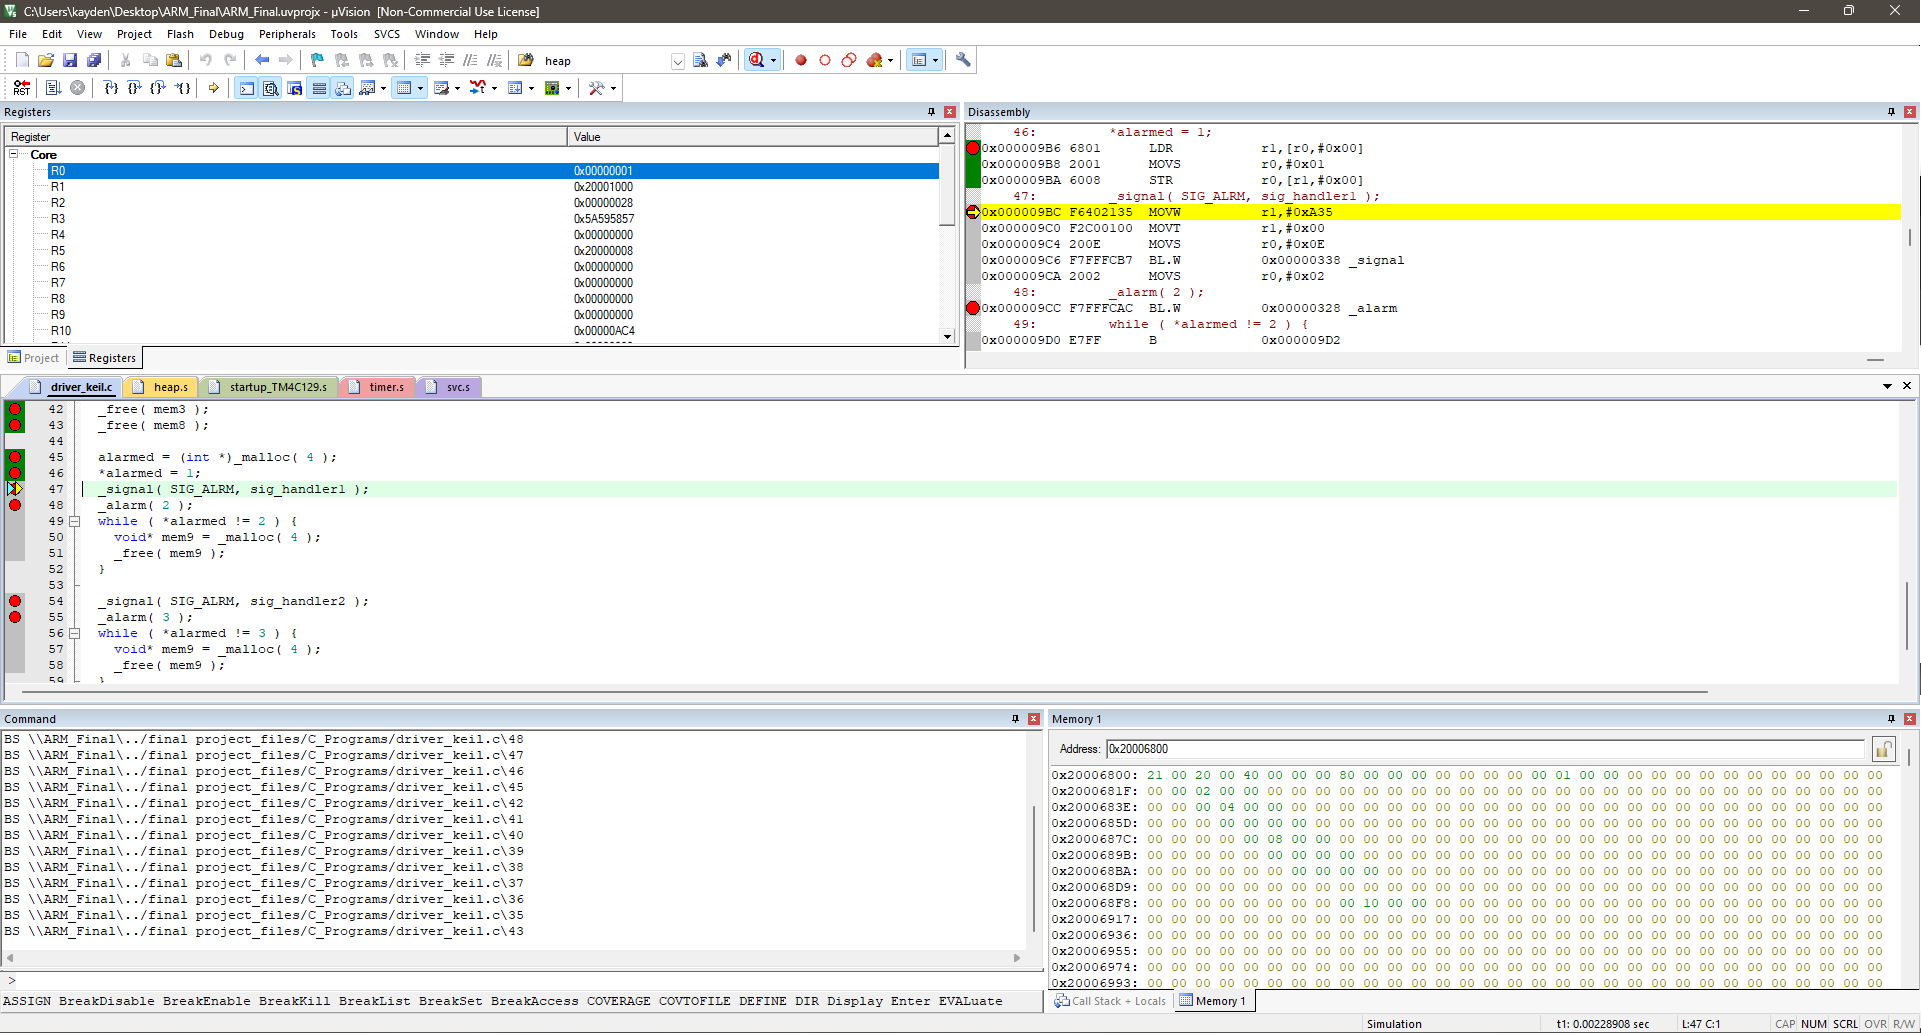 C:\Users\kayden\Desktop\ARM_Final\ARM_Final.uvprojx - µVision  [Non-Commercial Use License]
File Edit View Project Flash Debug Peripherals Tools SVCS Window Help
heap
RST
Registers
Register Value
Core
R0 0x00000001
R1 0x20001000
R2 0x00000028
R3 0x5A595857
R4 0x00000000
R5 0x20000008
R6 0x00000000
R7 0x00000000
R8 0x00000000
R9 0x00000000
R10 0x00000AC4
Project Registers
Disassembly
46: *alarmed = 1;
0x000009B6 6801 LDR r1,[r0,#0x00]
0x000009B8 2001 MOVS r0,#0x01
0x000009BA 6008 STR r0,[r1,#0x00]
47: _signal( SIG_ALRM, sig_handler1 );
0x000009BC F6402135 MOVW r1,#0xA35
0x000009C0 F2C00100 MOVT r1,#0x00
0x000009C4 200E MOVS r0,#0x0E
0x000009C6 F7FFFCB7 BL.W 0x00000338 _signal
0x000009CA 2002 MOVS r0,#0x02
48: _alarm( 2 );
0x000009CC F7FFFCAC BL.W 0x00000328 _alarm
49: while ( *alarmed != 2 ) {
0x000009D0 E7FF B 0x000009D2
driver_keil.c heap.s startup_TM4C129.s timer.s svc.s
42 _free( mem3 );
43 _free( mem8 );
44
45 alarmed = (int *)_malloc( 4 );
46 *alarmed = 1;
47 _signal( SIG_ALRM, sig_handler1 );
48 _alarm( 2 );
49 while ( *alarmed != 2 ) {
50 void* mem9 = _malloc( 4 );
51 _free( mem9 );
52 }
53
54 _signal( SIG_ALRM, sig_handler2 );
55 _alarm( 3 );
56 while ( *alarmed != 3 ) {
57 void* mem9 = _malloc( 4 );
58 _free( mem9 );
59 }
Command
BS \\ARM_Final\../final project_files/C_Programs/driver_keil.c\48
BS \\ARM_Final\../final project_files/C_Programs/driver_keil.c\47
BS \\ARM_Final\../final project_files/C_Programs/driver_keil.c\46
BS \\ARM_Final\../final project_files/C_Programs/driver_keil.c\45
BS \\ARM_Final\../final project_files/C_Programs/driver_keil.c\42
BS \\ARM_Final\../final project_files/C_Programs/driver_keil.c\41
BS \\ARM_Final\../final project_files/C_Programs/driver_keil.c\40
BS \\ARM_Final\../final project_files/C_Programs/driver_keil.c\39
BS \\ARM_Final\../final project_files/C_Programs/driver_keil.c\38
BS \\ARM_Final\../final project_files/C_Programs/driver_keil.c\37
BS \\ARM_Final\../final project_files/C_Programs/driver_keil.c\36
BS \\ARM_Final\../final project_files/C_Programs/driver_keil.c\35
BS \\ARM_Final\../final project_files/C_Programs/driver_keil.c\43
>
ASSIGN BreakDisable BreakEnable BreakKill BreakList BreakSet BreakAccess COVERAGE COVTOFILE DEFINE DIR Display Enter EVALuate
Memory 1
Address: 0x20006800
0x20006800: 21 00 20 00 40 00 00 00 80 00 00 00 00 00 00 00 00 01 00 00 00 00 00 00 00 00 00 00 00 00 00
0x2000681F: 00 00 02 00 00 00 00 00 00 00 00 00 00 00 00 00 00 00 00 00 00 00 00 00 00 00 00 00 00 00 00
0x2000683E: 00 00 00 04 00 00 00 00 00 00 00 00 00 00 00 00 00 00 00 00 00 00 00 00 00 00 00 00 00 00 00
0x2000685D: 00 00 00 00 00 00 00 00 00 00 00 00 00 00 00 00 00 00 00 00 00 00 00 00 00 00 00 00 00 00 00
0x2000687C: 00 00 00 00 00 08 00 00 00 00 00 00 00 00 00 00 00 00 00 00 00 00 00 00 00 00 00 00 00 00 00
0x2000689B: 00 00 00 00 00 00 00 00 00 00 00 00 00 00 00 00 00 00 00 00 00 00 00 00 00 00 00 00 00 00 00
0x200068BA: 00 00 00 00 00 00 00 00 00 00 00 00 00 00 00 00 00 00 00 00 00 00 00 00 00 00 00 00 00 00 00
0x200068D9: 00 00 00 00 00 00 00 00 00 00 00 00 00 00 00 00 00 00 00 00 00 00 00 00 00 00 00 00 00 00 00
0x200068F8: 00 00 00 00 00 00 00 00 00 10 00 00 00 00 00 00 00 00 00 00 00 00 00 00 00 00 00 00 00 00 00
0x20006917: 00 00 00 00 00 00 00 00 00 00 00 00 00 00 00 00 00 00 00 00 00 00 00 00 00 00 00 00 00 00 00
0x20006936: 00 00 00 00 00 00 00 00 00 00 00 00 00 00 00 00 00 00 00 00 00 00 00 00 00 00 00 00 00 00 00
0x20006955: 00 00 00 00 00 00 00 00 00 00 00 00 00 00 00 00 00 00 00 00 00 00 00 00 00 00 00 00 00 00 00
0x20006974: 00 00 00 00 00 00 00 00 00 00 00 00 00 00 00 00 00 00 00 00 00 00 00 00 00 00 00 00 00 00 00
0x20006993: 00 00 00 00 00 00 00 00 00 00 00 00 00 00 00 00 00 00 00 00 00 00 00 00 00 00 00 00 00 00 00
Call Stack + Locals Memory 1
Simulation t1: 0.00228908 sec L:47 C:1 CAP NUM SCRL OVR R/W